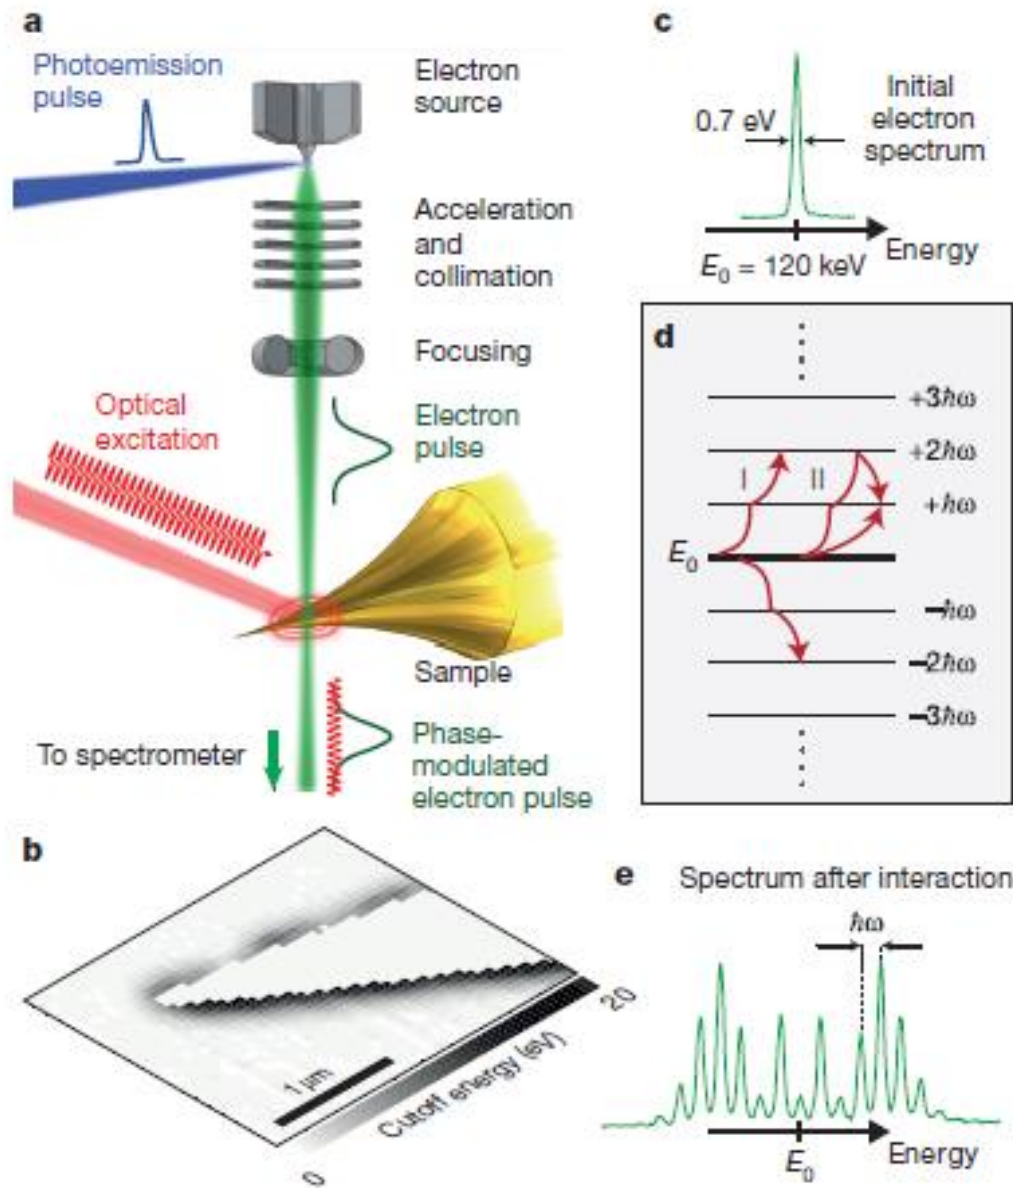 a
Photoemission
pulse
Electron
source
Acceleration
and
collimation
Focusing
Optical
excitation
Electron
pulse
Sample
To spectrometer
Phase-
modulated
electron pulse
b
1 μm
0
Cutoff energy (eV)
20
c
0.7 eV
Initial
electron
spectrum
Energy
E₀ = 120 keV
d
+3ħω
+2ħω
I
II
+ħω
E₀
−ħω
−2ħω
−3ħω
e
Spectrum after interaction
ħω
E₀
Energy